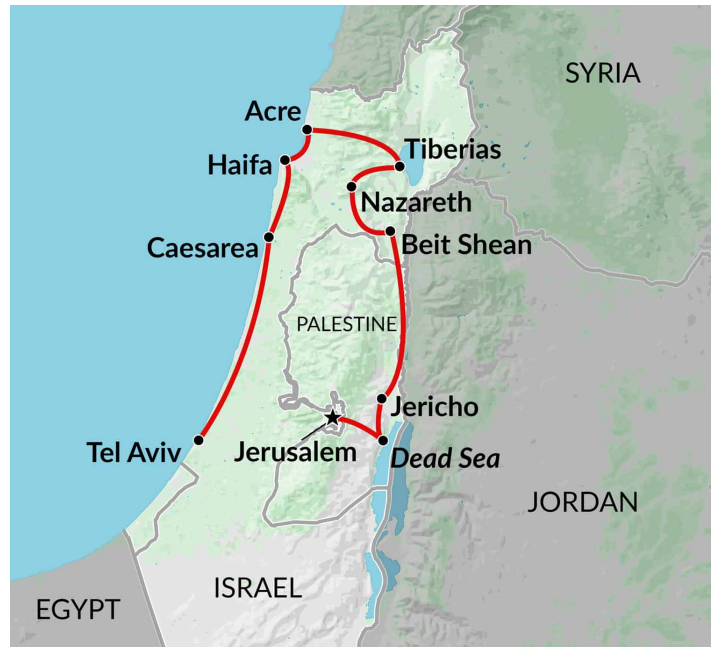 SYRIA
Acre
Tiberias
Haifa
Nazareth
Caesarea
Beit Shean
PALESTINE
Jericho
Tel Aviv
Jerusalem
Dead Sea
JORDAN
ISRAEL
EGYPT